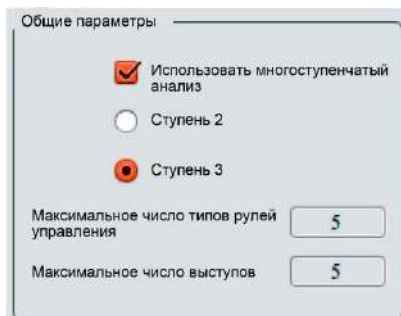 Общие параметры
Использовать многоступенчатый
анализ
Ступень 2
Ступень 3
Максимальное число типов рулей
управления
5
Максимальное число выступов
5